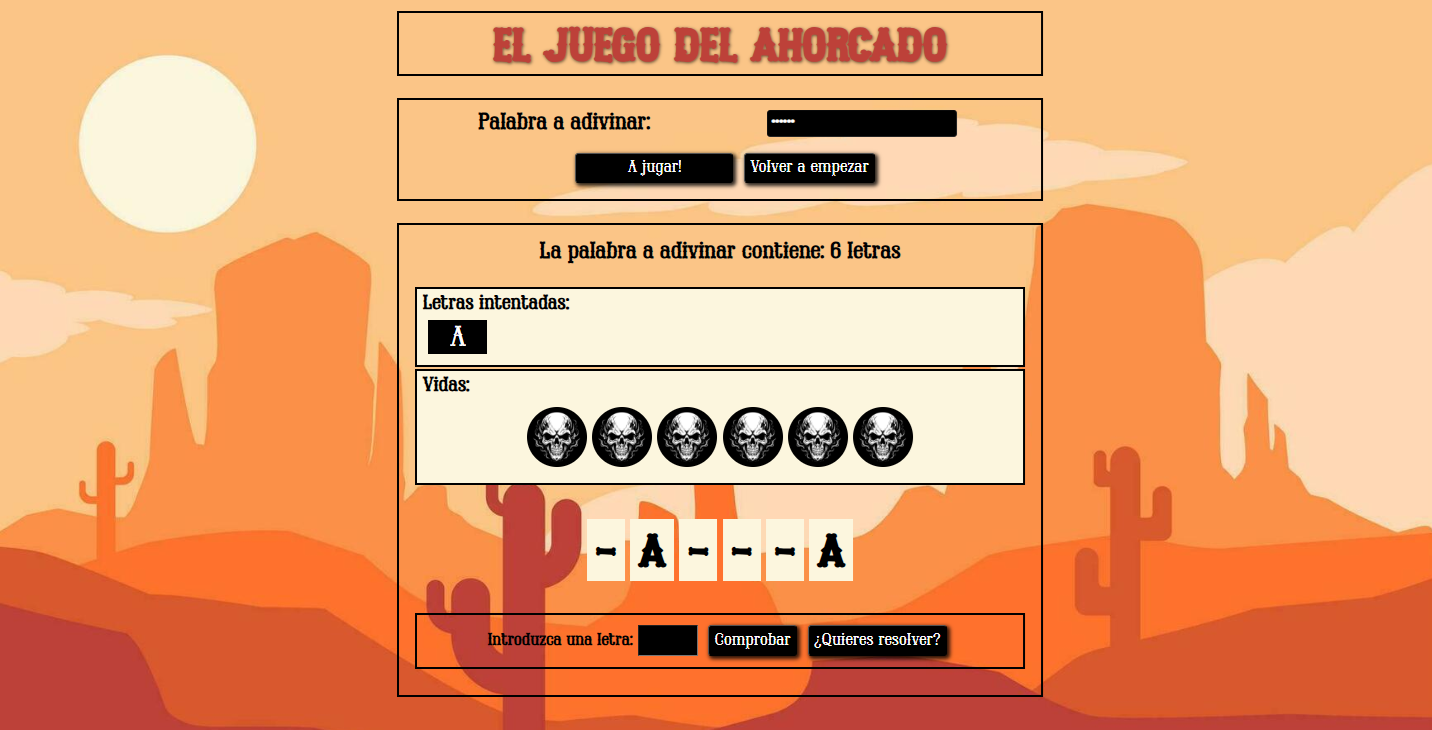 EL JUEGO DEL AHORCADO
Palabra a adivinar: ••••••
A jugar! Volver a empezar
La palabra a adivinar contiene: 6 letras
Letras intentadas:
A
Vidas:
- A - - - A
Introduzca una letra: Comprobar ¿Quieres resolver?